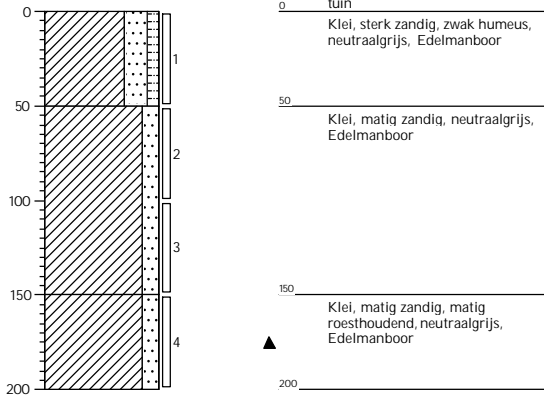 0
50
100
150
200
1
2
3
4
0
tuin
Klei, sterk zandig, zwak humeus,
neutraalgrijs, Edelmanboor
50
Klei, matig zandig, neutraalgrijs,
Edelmanboor
150
Klei, matig zandig, matig
roesthoudend, neutraalgrijs,
Edelmanboor
200